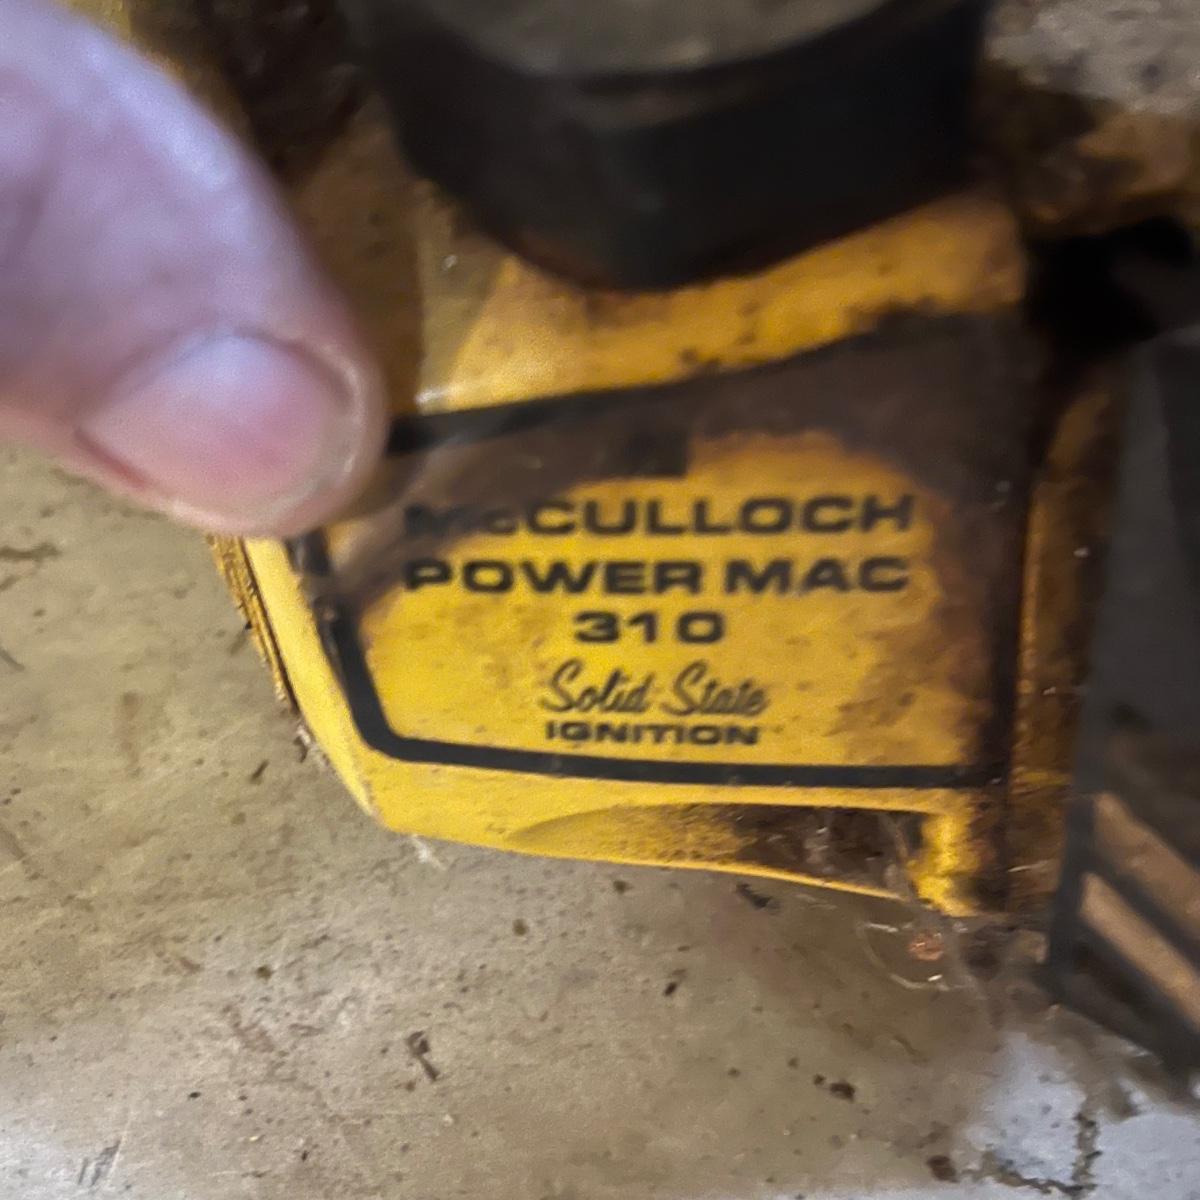 McCULLOCH
POWER MAC
310
Solid State
IGNITION